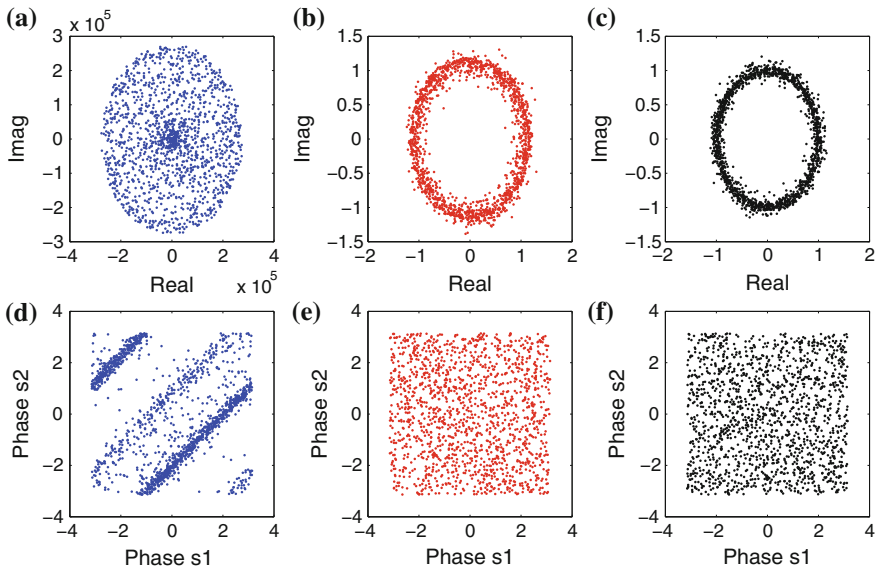 (a) × 10⁵ (b) (c)
3 1.5 1.5
2 1 1
1 0.5 0.5
Imag 0 Imag 0 Imag 0
−1 −0.5 −0.5
−2 −1 −1
−3 −1.5 −1.5
−4 −2 0 2 4 −2 −1 0 1 2 −2 −1 0 1 2
Real × 10⁵ Real Real
(d) (e) (f)
4 4 4
2 2 2
Phase s2 0 Phase s2 0 Phase s2 0
−2 −2 −2
−4 −4 −4
−4 −2 0 2 4 −4 −2 0 2 4 −4 −2 0 2 4
Phase s1 Phase s1 Phase s1